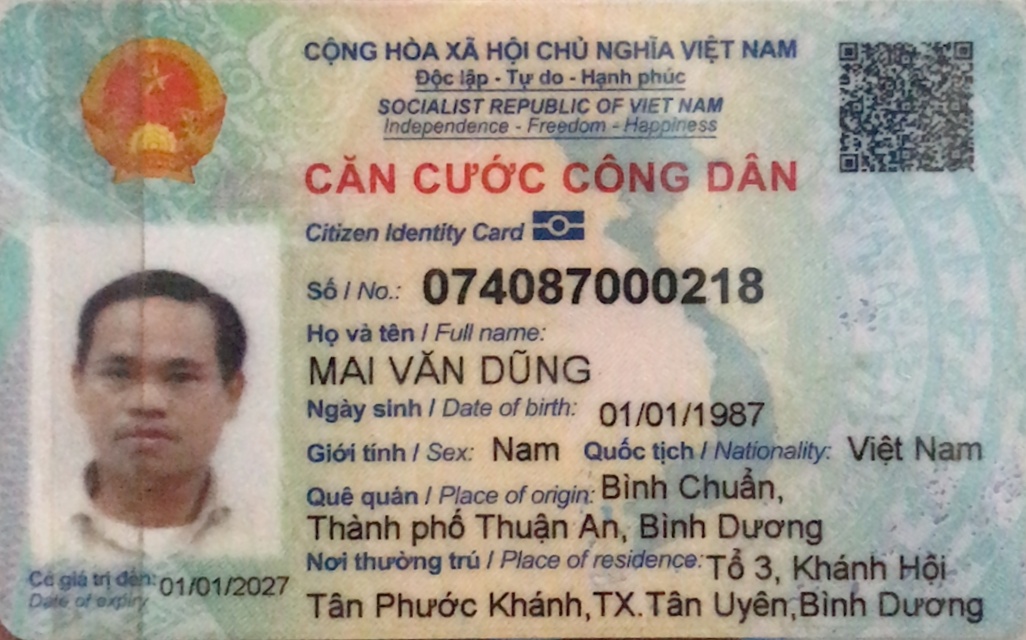 CỘNG HÒA XÃ HỘI CHỦ NGHĨA VIỆT NAM
Độc lập - Tự do - Hạnh phúc
SOCIALIST REPUBLIC OF VIET NAM
Independence - Freedom - Happiness
CĂN CƯỚC CÔNG DÂN
Citizen Identity Card
Số / No.: 074087000218
Họ và tên / Full name:
MAI VĂN DŨNG
Ngày sinh / Date of birth: 01/01/1987
Giới tính / Sex: Nam Quốc tịch / Nationality: Việt Nam
Quê quán / Place of origin: Bình Chuẩn,
Thành phố Thuận An, Bình Dương
Nơi thường trú / Place of residence: Tổ 3, Khánh Hội
Tân Phước Khánh,TX.Tân Uyên,Bình Dương
Có giá trị đến: 01/01/2027
Date of expiry